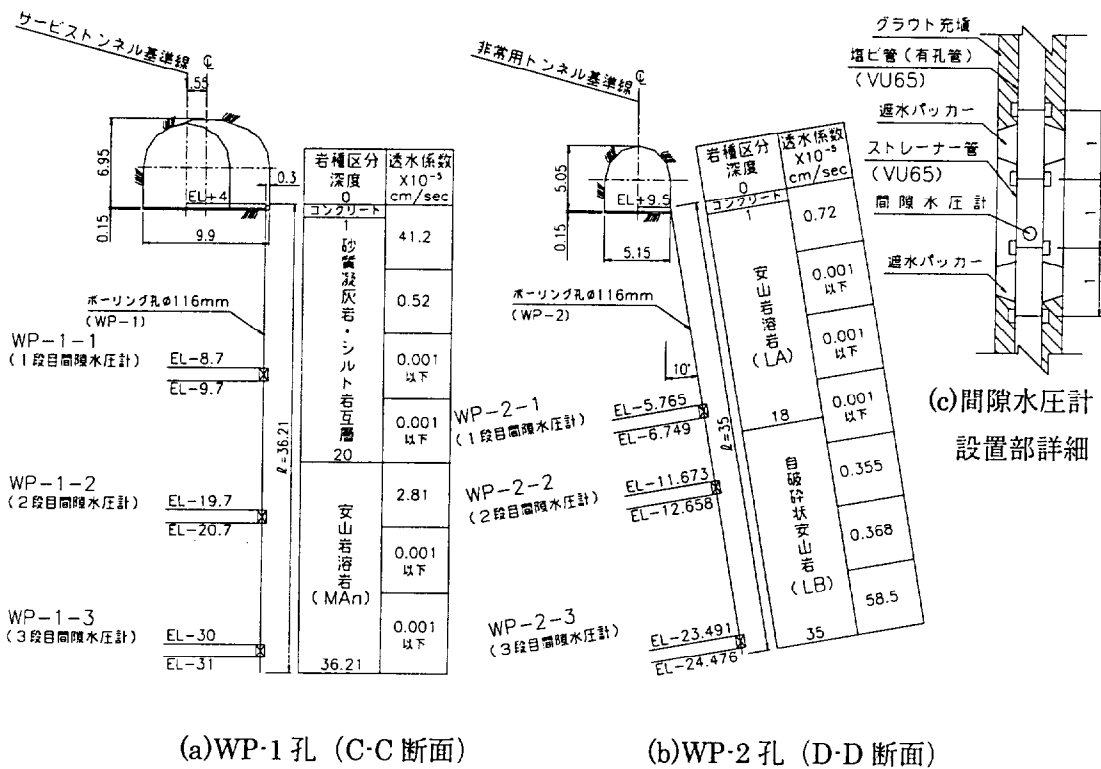 サービストンネル基準線
℄
1.55
6.95
0.15
EL+4
0.3
9.9
岩種区分
深度
0
透水係数
X10⁻⁵
cm/sec
コンクリート
1
砂質凝灰岩・シルト岩互層
20
安山岩溶岩
(MAn)
36.21
41.2
0.52
0.001
以下
0.001
以下
2.81
0.001
以下
0.001
以下
ボーリング孔φ116mm
(WP-1)
WP-1-1
(1段目間隙水圧計)
EL-8.7
EL-9.7
WP-1-2
(2段目間隙水圧計)
EL-19.7
EL-20.7
WP-1-3
(3段目間隙水圧計)
EL-30
EL-31
ℓ=36.21
(a)WP-1孔 (C-C 断面)
非常用トンネル基準線
℄
5.05
0.15
EL+9.5
5.15
岩種区分
深度
0
透水係数
X10⁻⁵
cm/sec
コンクリート
1
安山岩溶岩
(LA)
18
自破砕状安山岩
(LB)
35
0.72
0.001
以下
0.001
以下
0.001
以下
0.355
0.368
58.5
ボーリング孔φ116mm
(WP-2)
10°
WP-2-1
(1段目間隙水圧計)
EL-5.765
EL-6.749
WP-2-2
(2段目間隙水圧計)
EL-11.673
EL-12.658
WP-2-3
(3段目間隙水圧計)
EL-23.491
EL-24.476
ℓ=35
(b)WP-2孔 (D-D 断面)
グラウト充填
塩ビ管(有孔管)
(VU65)
遮水パッカー
ストレーナー管
(VU65)
間隙水圧計
遮水パッカー
1
1
(c)間隙水圧計
設置部詳細